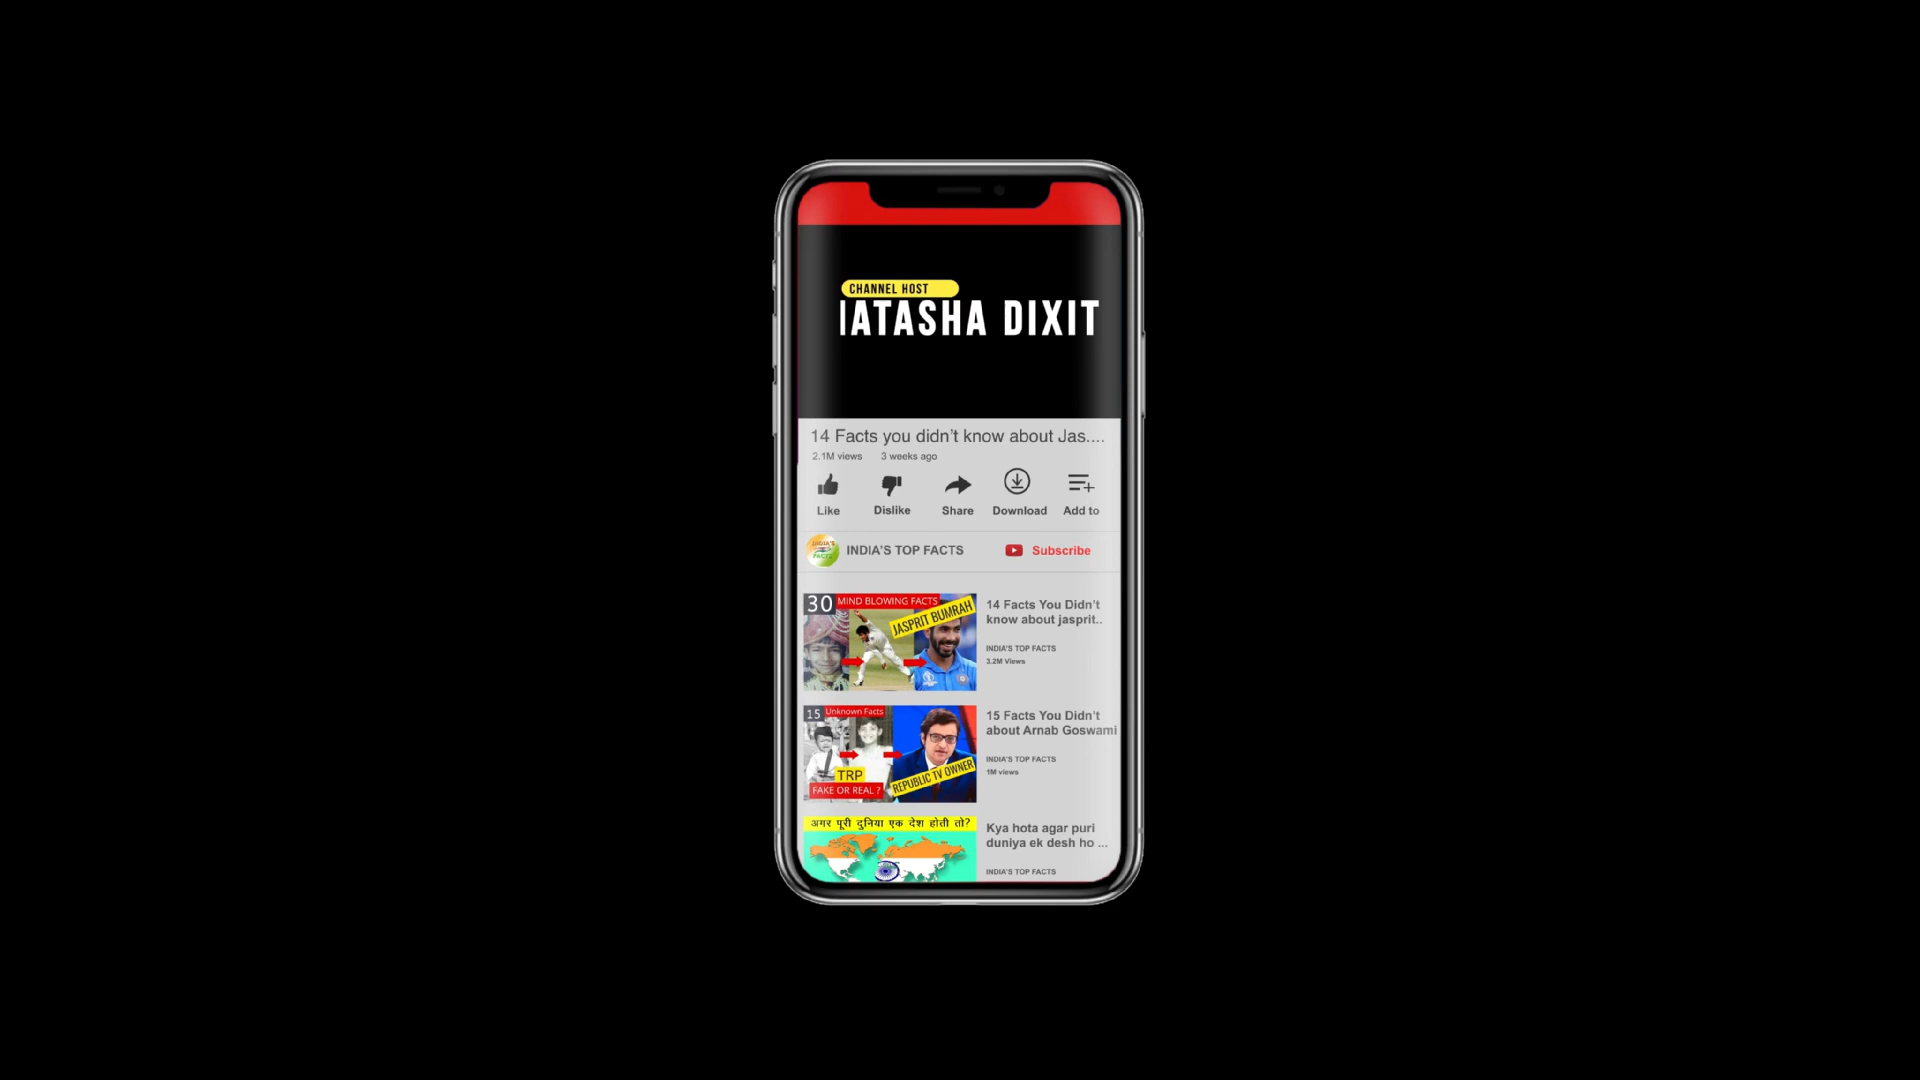 CHANNEL HOST
NATASHA DIXIT
14 Facts you didn't know about Jas....
2.1M views 3 weeks ago
Like Dislike Share Download Add to
INDIA'S
FACTS
INDIA'S TOP FACTS Subscribe
30 MIND BLOWING FACTS
JASPRIT BUMRAH
14 Facts You Didn't
know about jasprit..
INDIA'S TOP FACTS
3.2M Views
15 Unknown Facts
TRP
FAKE OR REAL ?
REPUBLIC TV OWNER
15 Facts You Didn't
about Arnab Goswami
INDIA'S TOP FACTS
1M views
अगर पूरी दुनिया एक देश होती तो?
Kya hota agar puri
duniya ek desh ho ...
INDIA'S TOP FACTS